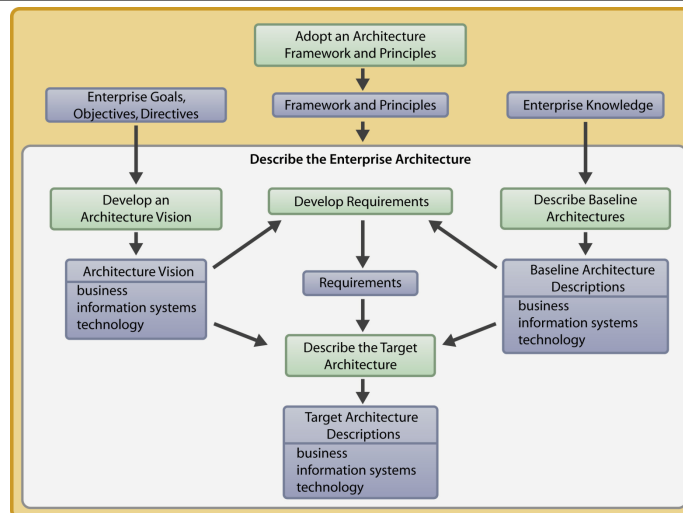 Adopt an Architecture
Framework and Principles
Enterprise Goals,
Objectives, Directives
Framework and Principles
Enterprise Knowledge
Describe the Enterprise Architecture
Develop an
Architecture Vision
Develop Requirements
Describe Baseline
Architectures
Architecture Vision
business
information systems
technology
Requirements
Baseline Architecture
Descriptions
business
information systems
technology
Describe the Target
Architecture
Target Architecture
Descriptions
business
information systems
technology